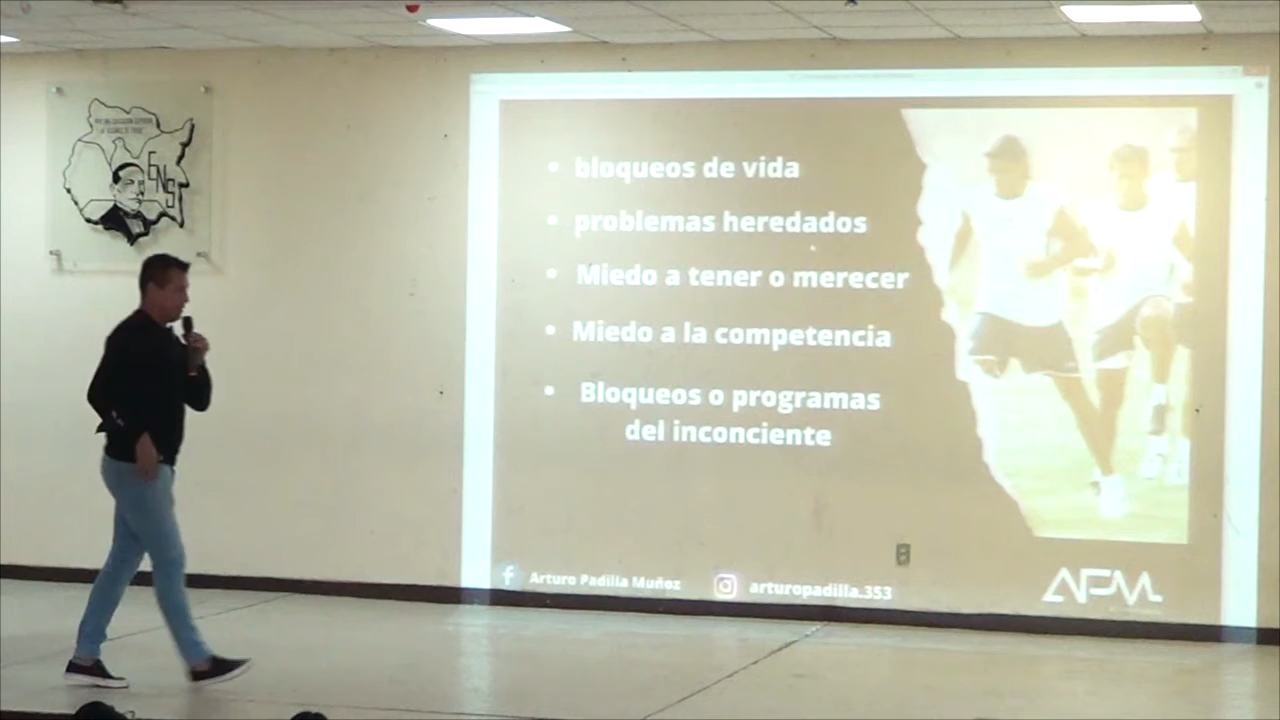 ENSJ
• bloqueos de vida
• problemas heredados
• Miedo a tener o merecer
• Miedo a la competencia
• Bloqueos o programas
del inconciente
Arturo Padilla Muñoz
arturopadilla.353
APM